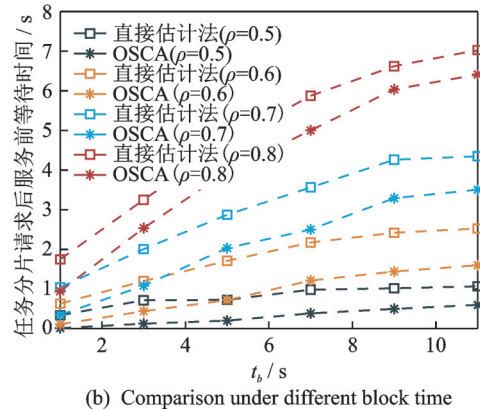 8
7
6
5
4
3
2
1
0
任务分片请求后服务前等待时间 / s
直接估计法(ρ=0.5)
OSCA(ρ=0.5)
直接估计法(ρ=0.6)
OSCA(ρ=0.6)
直接估计法(ρ=0.7)
OSCA(ρ=0.7)
直接估计法(ρ=0.8)
OSCA(ρ=0.8)
2 4 6 8 10
t_b / s
(b) Comparison under different block time